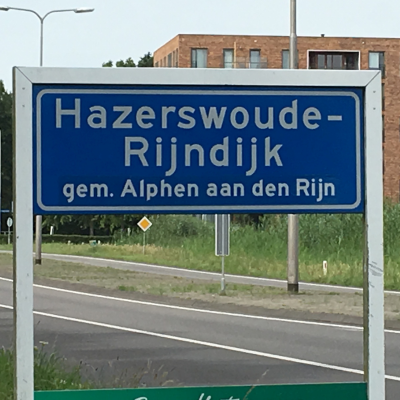 Hazerswoude-
Rijndijk
gem. Alphen aan den Rijn